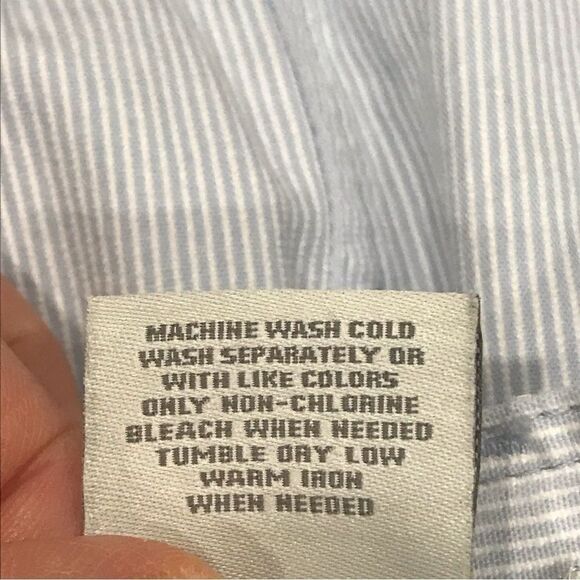 MACHINE WASH COLD
WASH SEPARATELY OR
WITH LIKE COLORS
ONLY NON-CHLORINE
BLEACH WHEN NEEDED
TUMBLE DRY LOW
WARM IRON
WHEN NEEDED